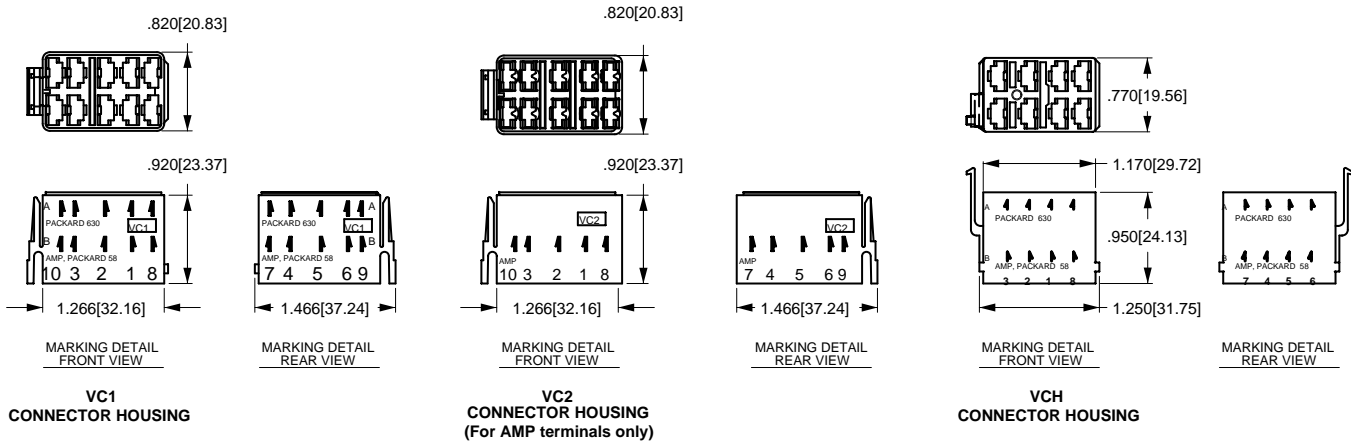 .820[20.83]
.920[23.37]
A
PACKARD 630
VC1
B
AMP, PACKARD 58
10 3 2 1 8
1.266[32.16]
MARKING DETAIL
FRONT VIEW
A
PACKARD 630
VC1
B
AMP, PACKARD 58
7 4 5 6 9
1.466[37.24]
MARKING DETAIL
REAR VIEW
VC1
CONNECTOR HOUSING
.820[20.83]
.920[23.37]
VC2
AMP
10 3 2 1 8
1.266[32.16]
MARKING DETAIL
FRONT VIEW
VC2
AMP
7 4 5 6 9
1.466[37.24]
MARKING DETAIL
REAR VIEW
VC2
CONNECTOR HOUSING
(For AMP terminals only)
.770[19.56]
1.170[29.72]
A
PACKARD 630
.950[24.13]
B
AMP, PACKARD 58
3 2 1 8
1.250[31.75]
MARKING DETAIL
FRONT VIEW
A
PACKARD 630
B
AMP, PACKARD 58
7 4 5 6
MARKING DETAIL
REAR VIEW
VCH
CONNECTOR HOUSING